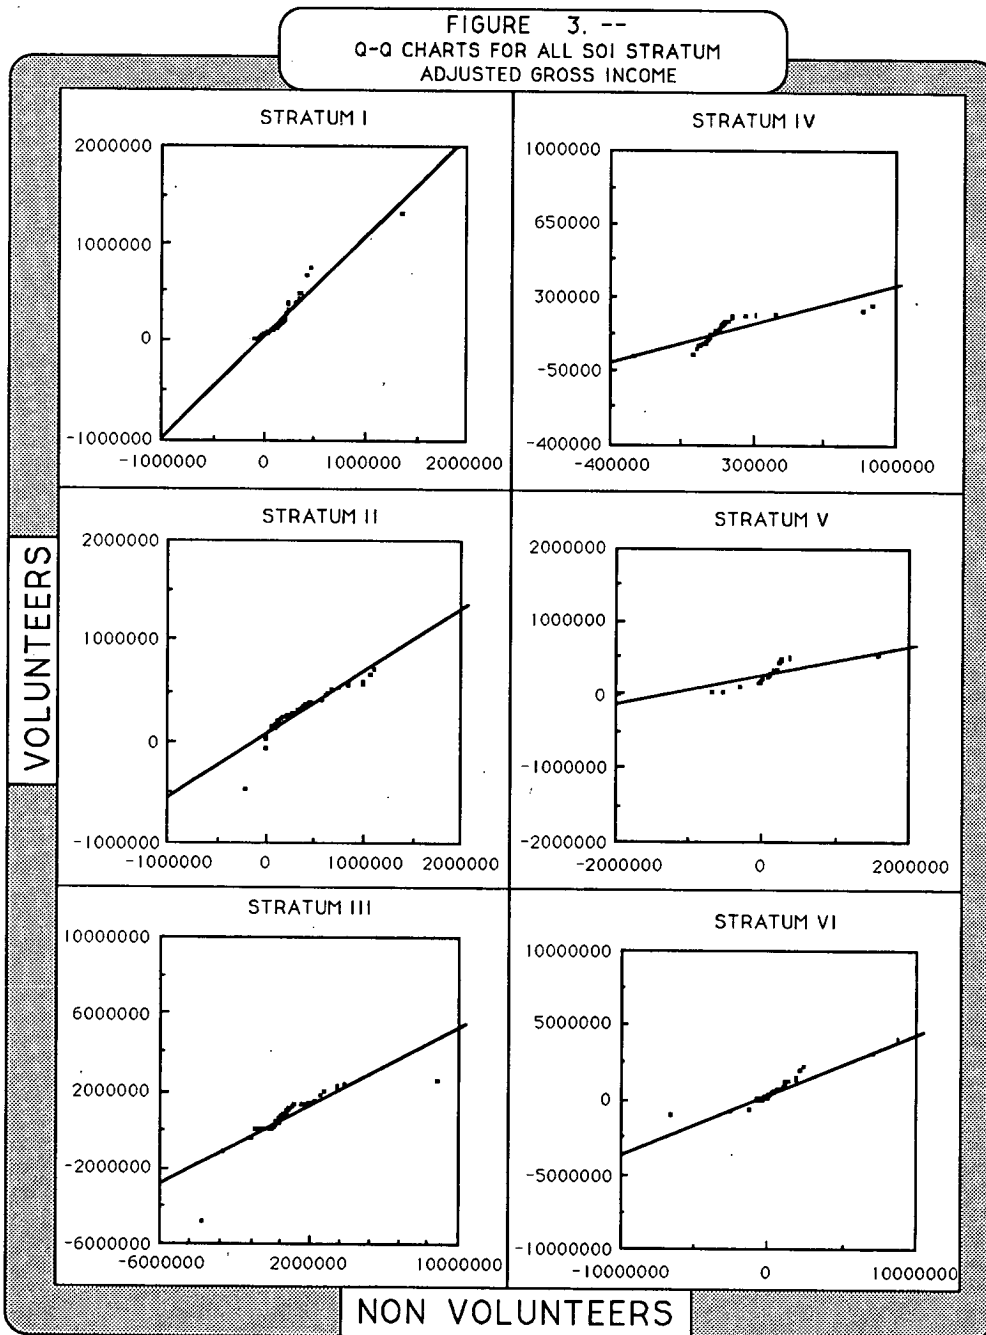 FIGURE 3. --
Q-Q CHARTS FOR ALL SOI STRATUM
ADJUSTED GROSS INCOME
STRATUM I
2000000
1000000
0
-1000000
-1000000 0 1000000 2000000
STRATUM IV
1000000
650000
300000
-50000
-400000
-400000 300000 1000000
STRATUM II
2000000
1000000
0
-1000000
-1000000 0 1000000 2000000
STRATUM V
2000000
1000000
0
-1000000
-2000000
-2000000 0 2000000
STRATUM III
10000000
6000000
2000000
-2000000
-6000000
-6000000 2000000 10000000
STRATUM VI
10000000
5000000
0
-5000000
-10000000
-10000000 0 10000000
VOLUNTEERS
NON VOLUNTEERS